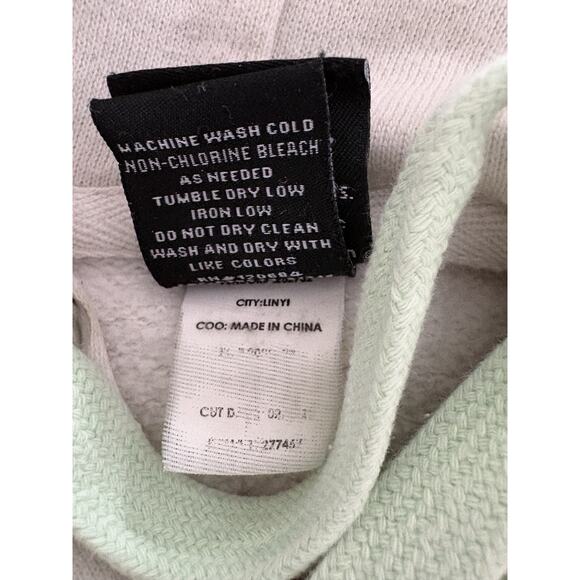 MACHINE WASH COLD
NON-CHLORINE BLEACH
AS NEEDED
TUMBLE DRY LOW
IRON LOW
DO NOT DRY CLEAN
WASH AND DRY WITH
LIKE COLORS
CITY:LINYI
COO: MADE IN CHINA
CUT